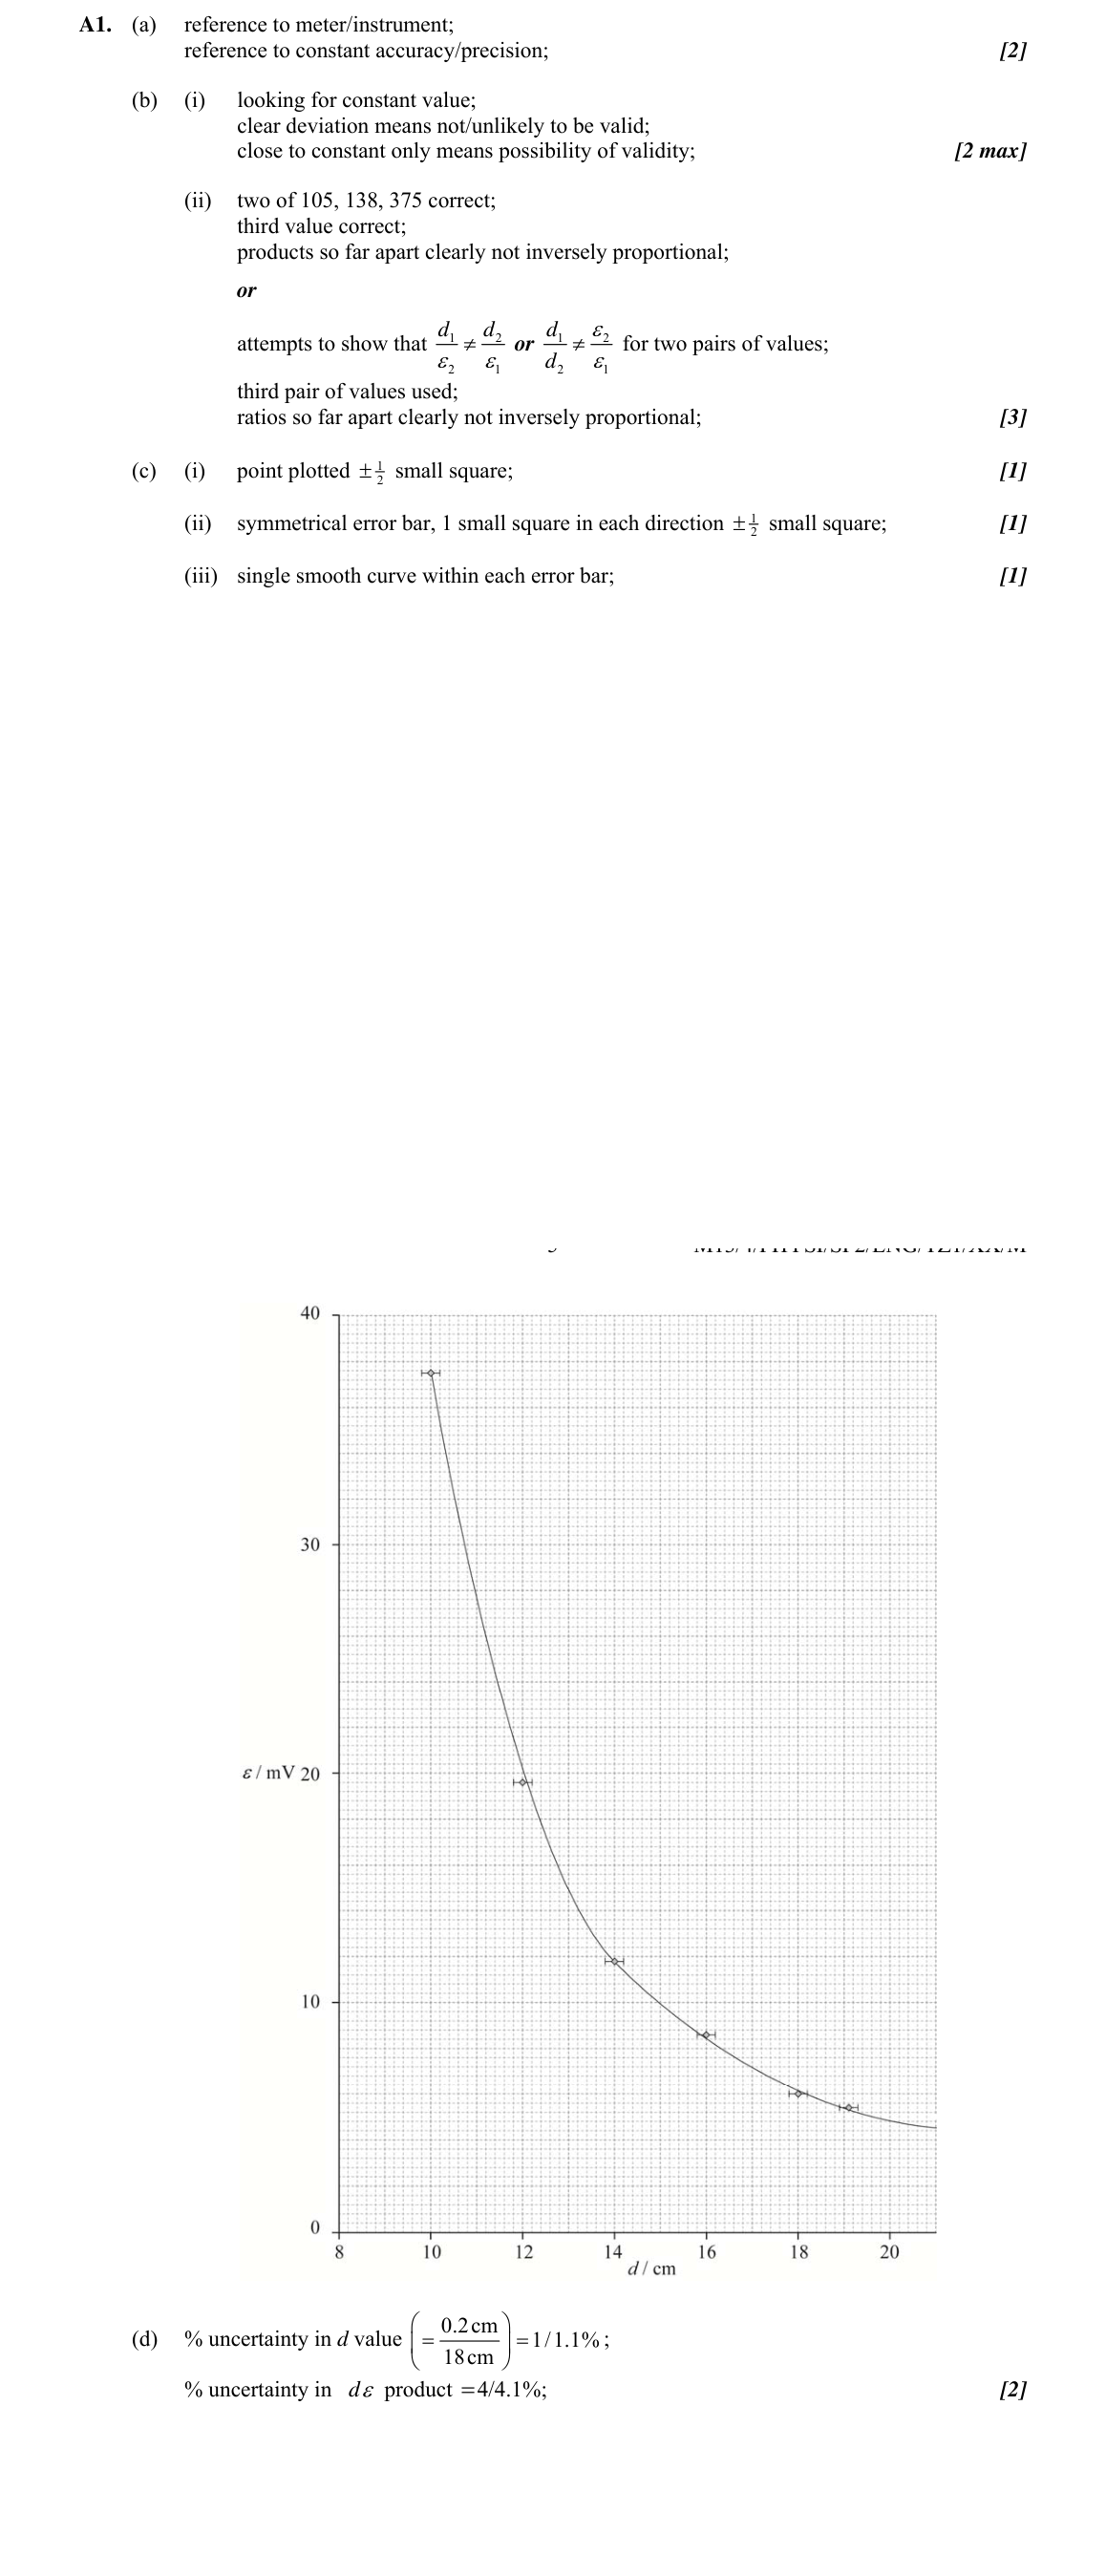 A1. (a) reference to meter/instrument;
reference to constant accuracy/precision; [2]
(b) (i) looking for constant value;
clear deviation means not/unlikely to be valid;
close to constant only means possibility of validity; [2 max]
(ii) two of 105, 138, 375 correct;
third value correct;
products so far apart clearly not inversely proportional;
or
attempts to show that d₁/ε₂ ≠ d₂/ε₁ or d₁/d₂ ≠ ε₂/ε₁ for two pairs of values;
third pair of values used;
ratios so far apart clearly not inversely proportional; [3]
(c) (i) point plotted ±½ small square; [1]
(ii) symmetrical error bar, 1 small square in each direction ±½ small square; [1]
(iii) single smooth curve within each error bar; [1]
40
30
ε / mV 20
10
0
8 10 12 14 16 18 20
d / cm
(d) % uncertainty in d value (= 0.2 cm / 18 cm) = 1/1.1% ;
% uncertainty in dε product =4/4.1%; [2]